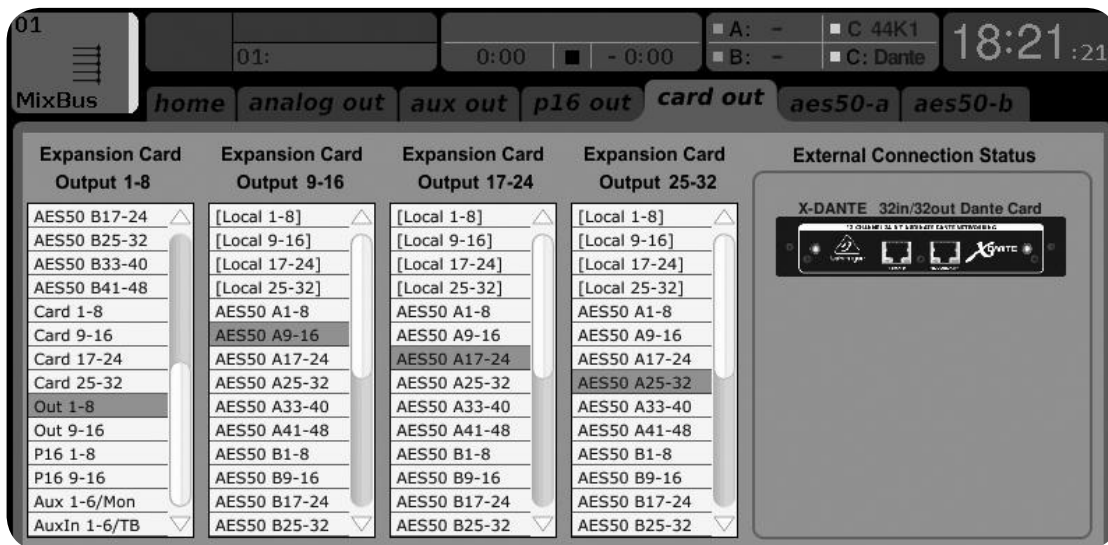 01
MixBus
01:
0:00
- 0:00
A: -
B: -
C 44K1
C: Dante
18:21:21
home
analog out
aux out
p16 out
card out
aes50-a
aes50-b
Expansion Card
Output 1-8
AES50 B17-24
AES50 B25-32
AES50 B33-40
AES50 B41-48
Card 1-8
Card 9-16
Card 17-24
Card 25-32
Out 1-8
Out 9-16
P16 1-8
P16 9-16
Aux 1-6/Mon
AuxIn 1-6/TB
Expansion Card
Output 9-16
[Local 1-8]
[Local 9-16]
[Local 17-24]
[Local 25-32]
AES50 A1-8
AES50 A9-16
AES50 A17-24
AES50 A25-32
AES50 A33-40
AES50 A41-48
AES50 B1-8
AES50 B9-16
AES50 B17-24
AES50 B25-32
Expansion Card
Output 17-24
[Local 1-8]
[Local 9-16]
[Local 17-24]
[Local 25-32]
AES50 A1-8
AES50 A9-16
AES50 A17-24
AES50 A25-32
AES50 A33-40
AES50 A41-48
AES50 B1-8
AES50 B9-16
AES50 B17-24
AES50 B25-32
Expansion Card
Output 25-32
[Local 1-8]
[Local 9-16]
[Local 17-24]
[Local 25-32]
AES50 A1-8
AES50 A9-16
AES50 A17-24
AES50 A25-32
AES50 A33-40
AES50 A41-48
AES50 B1-8
AES50 B9-16
AES50 B17-24
AES50 B25-32
External Connection Status
X-DANTE 32in/32out Dante Card